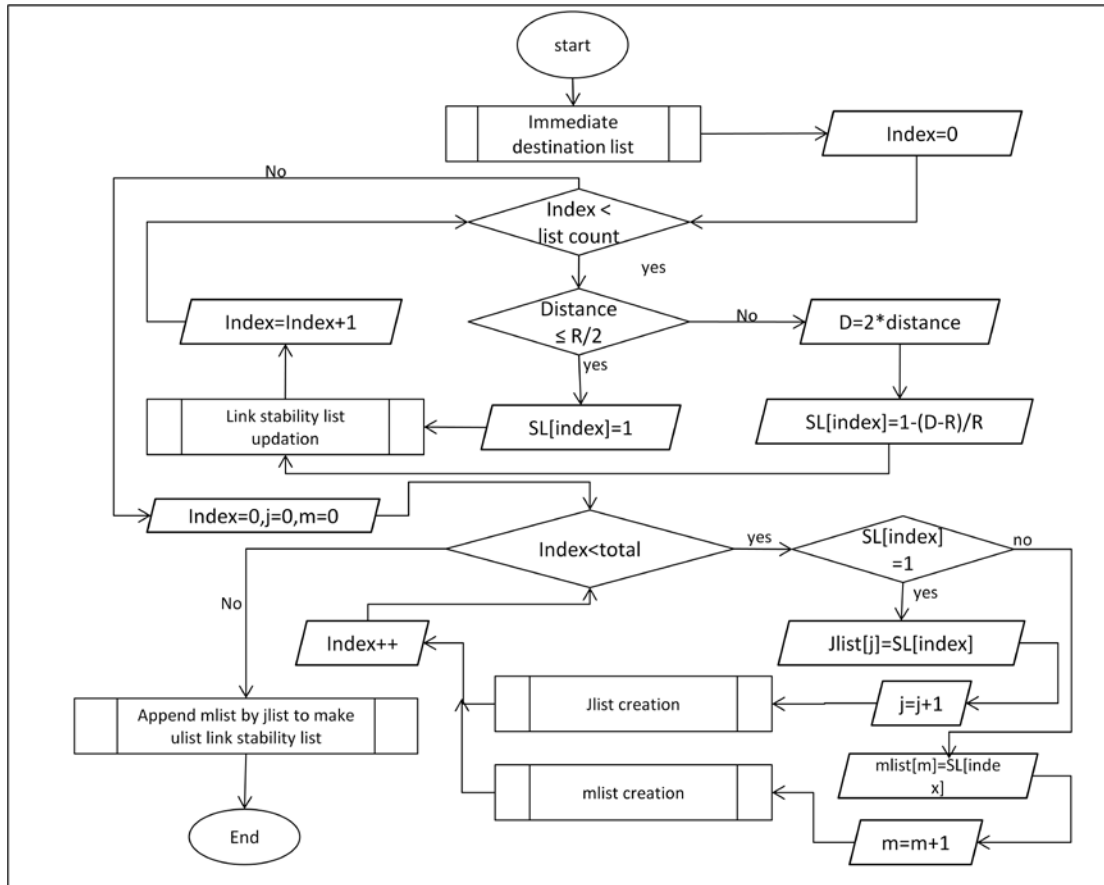 start
Immediate
destination list
Index=0
No
Index <
list count
yes
Distance
≤ R/2
No
D=2*distance
Index=Index+1
yes
Link stability list
updation
SL[index]=1
SL[index]=1-(D-R)/R
Index=0,j=0,m=0
Index<total
yes
SL[index]
=1
no
No
yes
Index++
Jlist[j]=SL[index]
Jlist creation
j=j+1
Append mlist by jlist to make
ulist link stability list
mlist[m]=SL[inde
x]
mlist creation
m=m+1
End